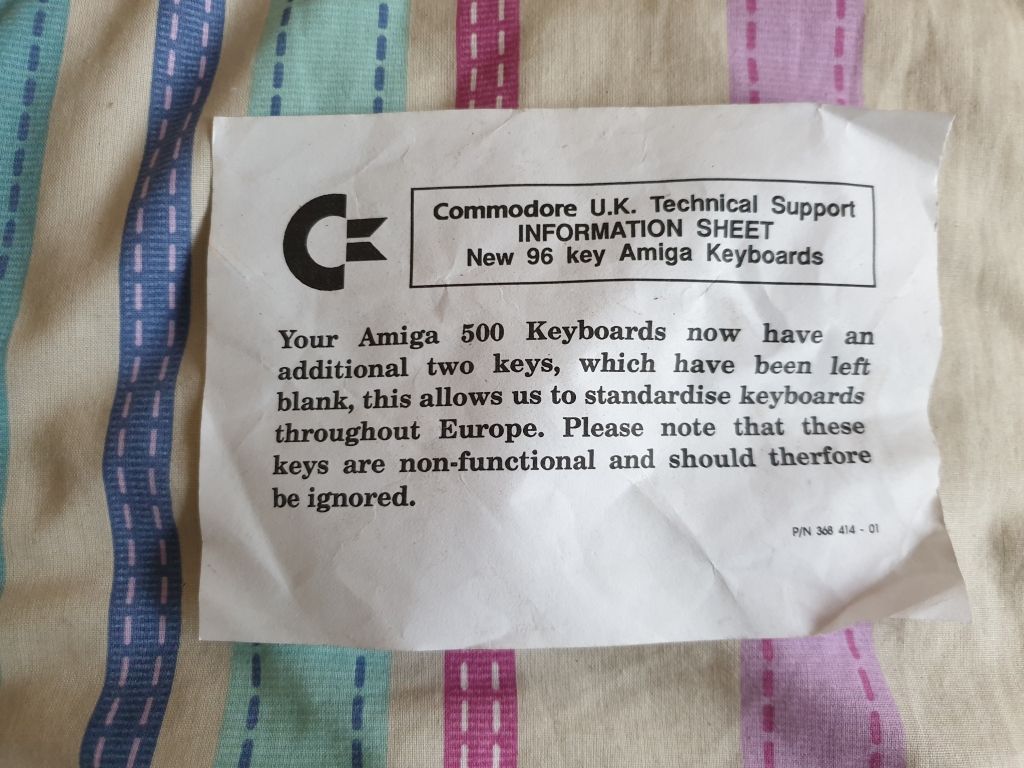 Commodore U.K. Technical Support
INFORMATION SHEET
New 96 key Amiga Keyboards
Your Amiga 500 Keyboards now have an
additional two keys, which have been left
blank, this allows us to standardise keyboards
throughout Europe. Please note that these
keys are non-functional and should therfore
be ignored.
P/N 368 414 - 01